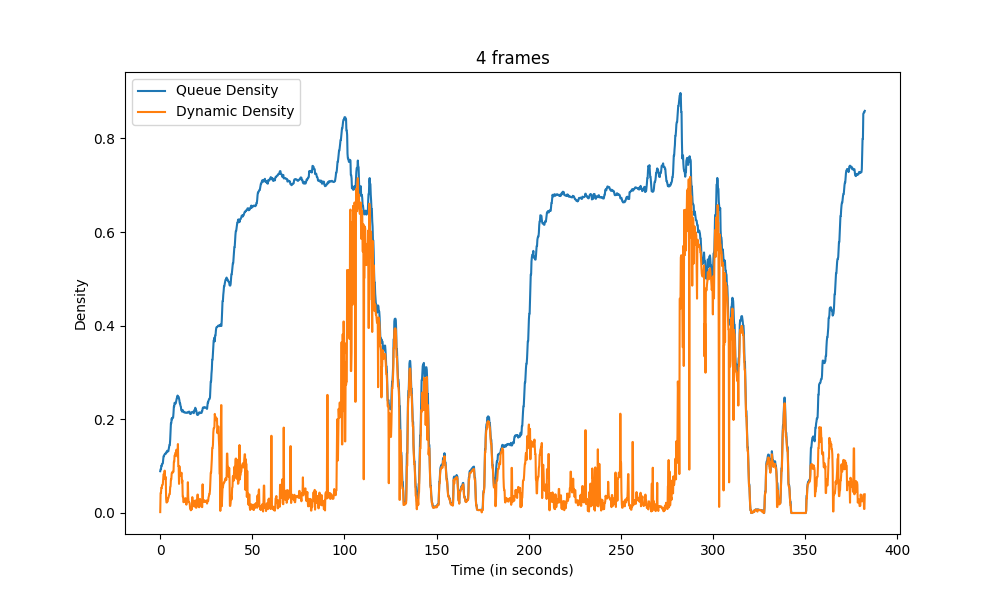 4 frames
Queue Density
Dynamic Density
Density
0.8
0.6
0.4
0.2
0.0
0 50 100 150 200 250 300 350 400
Time (in seconds)